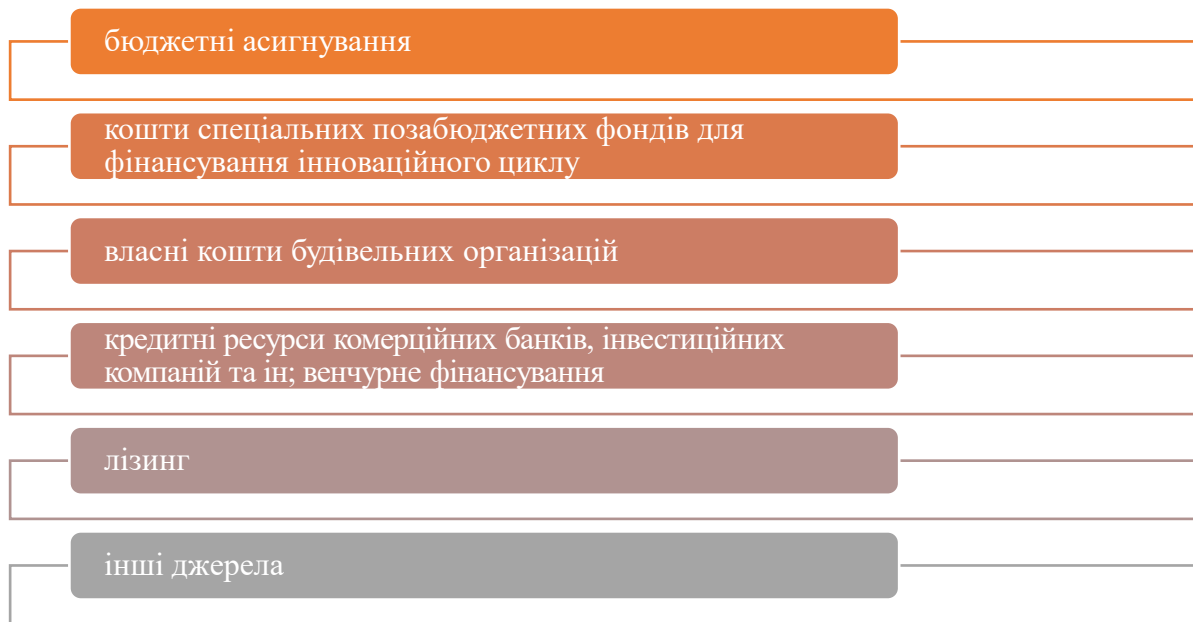 бюджетні асигнування
кошти спеціальних позабюджетних фондів для
фінансування інноваційного циклу
власні кошти будівельних організацій
кредитні ресурси комерційних банків, інвестиційних
компаній та ін; венчурне фінансування
лізинг
інші джерела